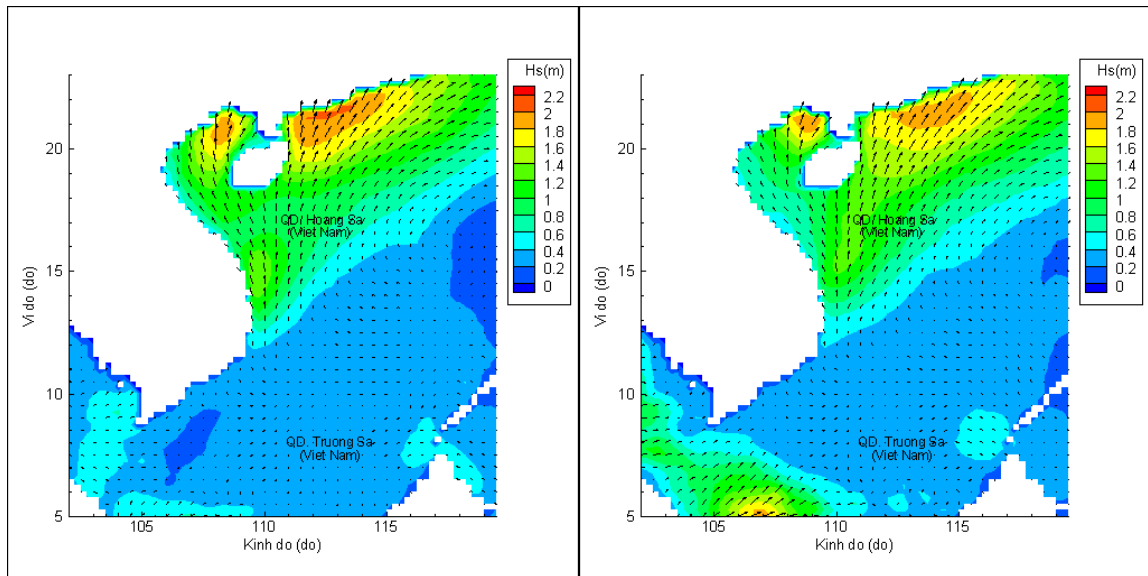 Hs(m)
2.2
2
1.8
1.6
1.4
1.2
1
0.8
0.6
0.4
0.2
0
20
15
10
5
Vi do (do)
QD/ Hoang Sa
(Viet Nam)
QD. Truong Sa
(Viet Nam)
105
110
115
Kinh do (do)
Hs(m)
2.2
2
1.8
1.6
1.4
1.2
1
0.8
0.6
0.4
0.2
0
20
15
10
5
Vi do (do)
QD/ Hoang Sa
(Viet Nam)
QD. Truong Sa
(Viet Nam)
105
110
115
Kinh do (do)